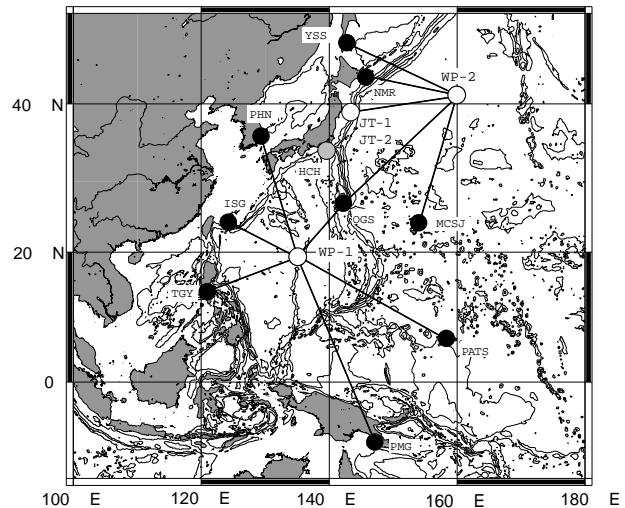 YSS
WP-2
NMR
40 N
PHN
JT-1
JT-2
HCH
ISG
OGS
MCSJ
20 N
WP-1
TGY
PATS
0
PMG
100 E 120 E 140 E 160 E 180 E